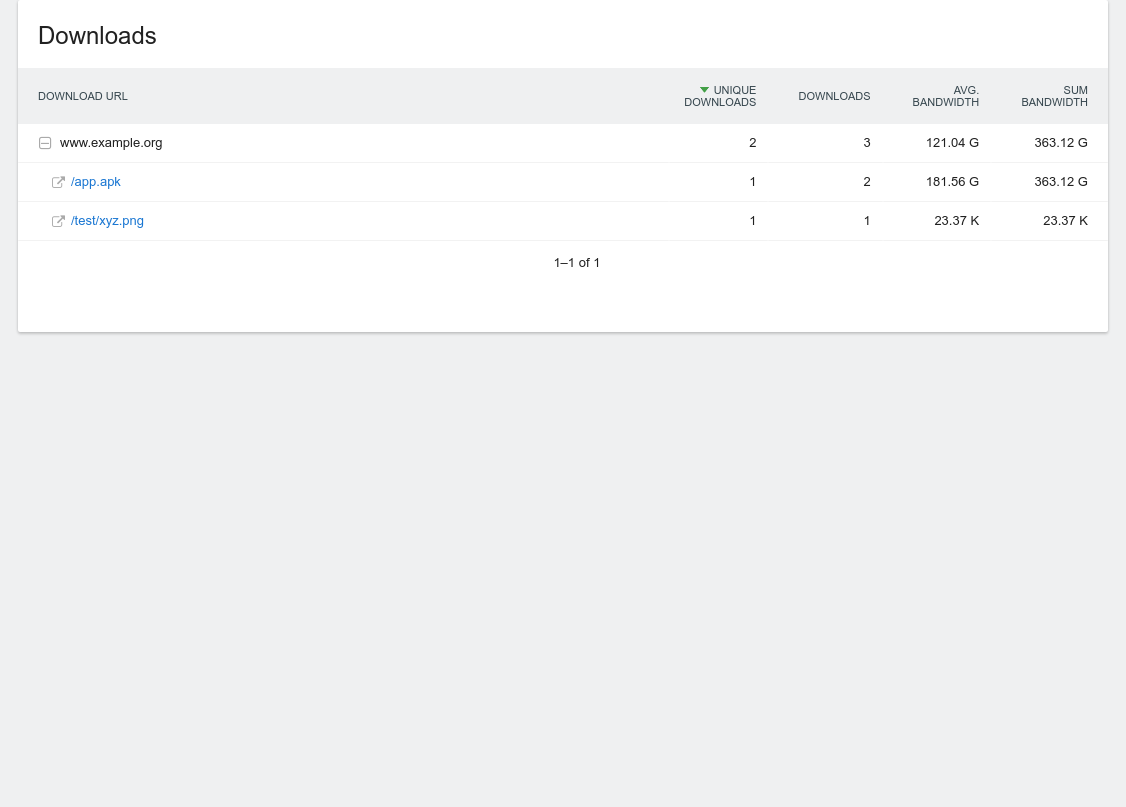 Downloads
DOWNLOAD URL
UNIQUE
DOWNLOADS
DOWNLOADS
AVG.
BANDWIDTH
SUM
BANDWIDTH
www.example.org 2 3 121.04 G 363.12 G
/app.apk 1 2 181.56 G 363.12 G
/test/xyz.png 1 1 23.37 K 23.37 K
1–1 of 1